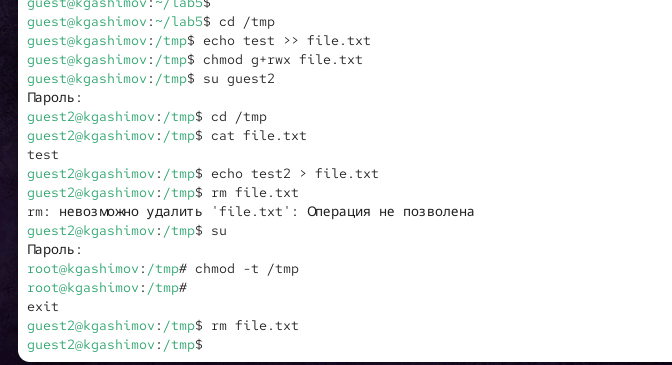 guest@kgashimov:~/lab5$
guest@kgashimov:~/lab5$ cd /tmp
guest@kgashimov:/tmp$ echo test >> file.txt
guest@kgashimov:/tmp$ chmod g+rwx file.txt
guest@kgashimov:/tmp$ su guest2
Пароль:
guest2@kgashimov:/tmp$ cd /tmp
guest2@kgashimov:/tmp$ cat file.txt
test
guest2@kgashimov:/tmp$ echo test2 > file.txt
guest2@kgashimov:/tmp$ rm file.txt
rm: невозможно удалить 'file.txt': Операция не позволена
guest2@kgashimov:/tmp$ su
Пароль:
root@kgashimov:/tmp# chmod -t /tmp
root@kgashimov:/tmp#
exit
guest2@kgashimov:/tmp$ rm file.txt
guest2@kgashimov:/tmp$